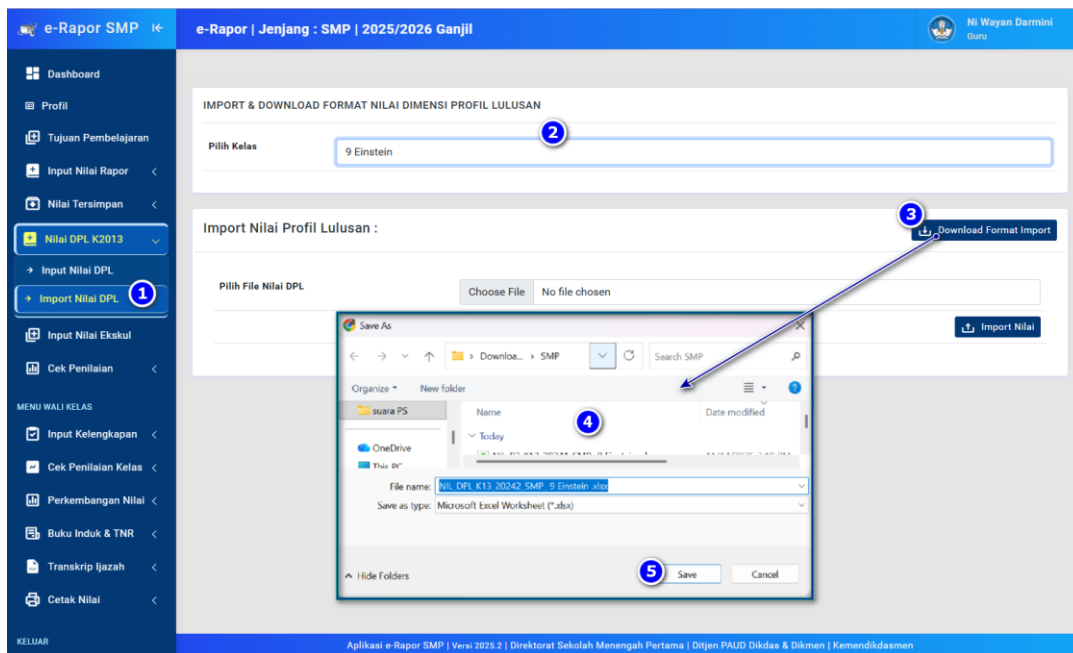 e-Rapor SMP
e-Rapor | Jenjang : SMP | 2025/2026 Ganjil
Ni Wayan Darmini
Guru
Dashboard
Profil
Tujuan Pembelajaran
Input Nilai Rapor
Nilai Tersimpan
Nilai DPL K2013
Input Nilai DPL
Import Nilai DPL
1
Input Nilai Ekskul
Cek Penilaian
MENU WALI KELAS
Input Kelengkapan
Cek Penilaian Kelas
Perkembangan Nilai
Buku Induk & TNR
Transkrip Ijazah
Cetak Nilai
KELUAR
IMPORT & DOWNLOAD FORMAT NILAI DIMENSI PROFIL LULUSAN
2
Pilih Kelas
9 Einstein
Import Nilai Profil Lulusan :
3
Download Format Import
Pilih File Nilai DPL
Choose File No file chosen
Import Nilai
Save As
Downloa... > SMP
Search SMP
Organize
New folder
suara PS
Name
Date modified
4
Today
OneDrive
This PC
File name: NIL_DPL_K13_20242_SMP_9 Einstein .xlsx
Save as type: Microsoft Excel Worksheet (*.xlsx)
Hide Folders
5
Save
Cancel
Aplikasi e-Rapor SMP | Versi 2025.2 | Direktorat Sekolah Menengah Pertama | Ditjen PAUD Dikdas & Dikmen | Kemendikdasmen